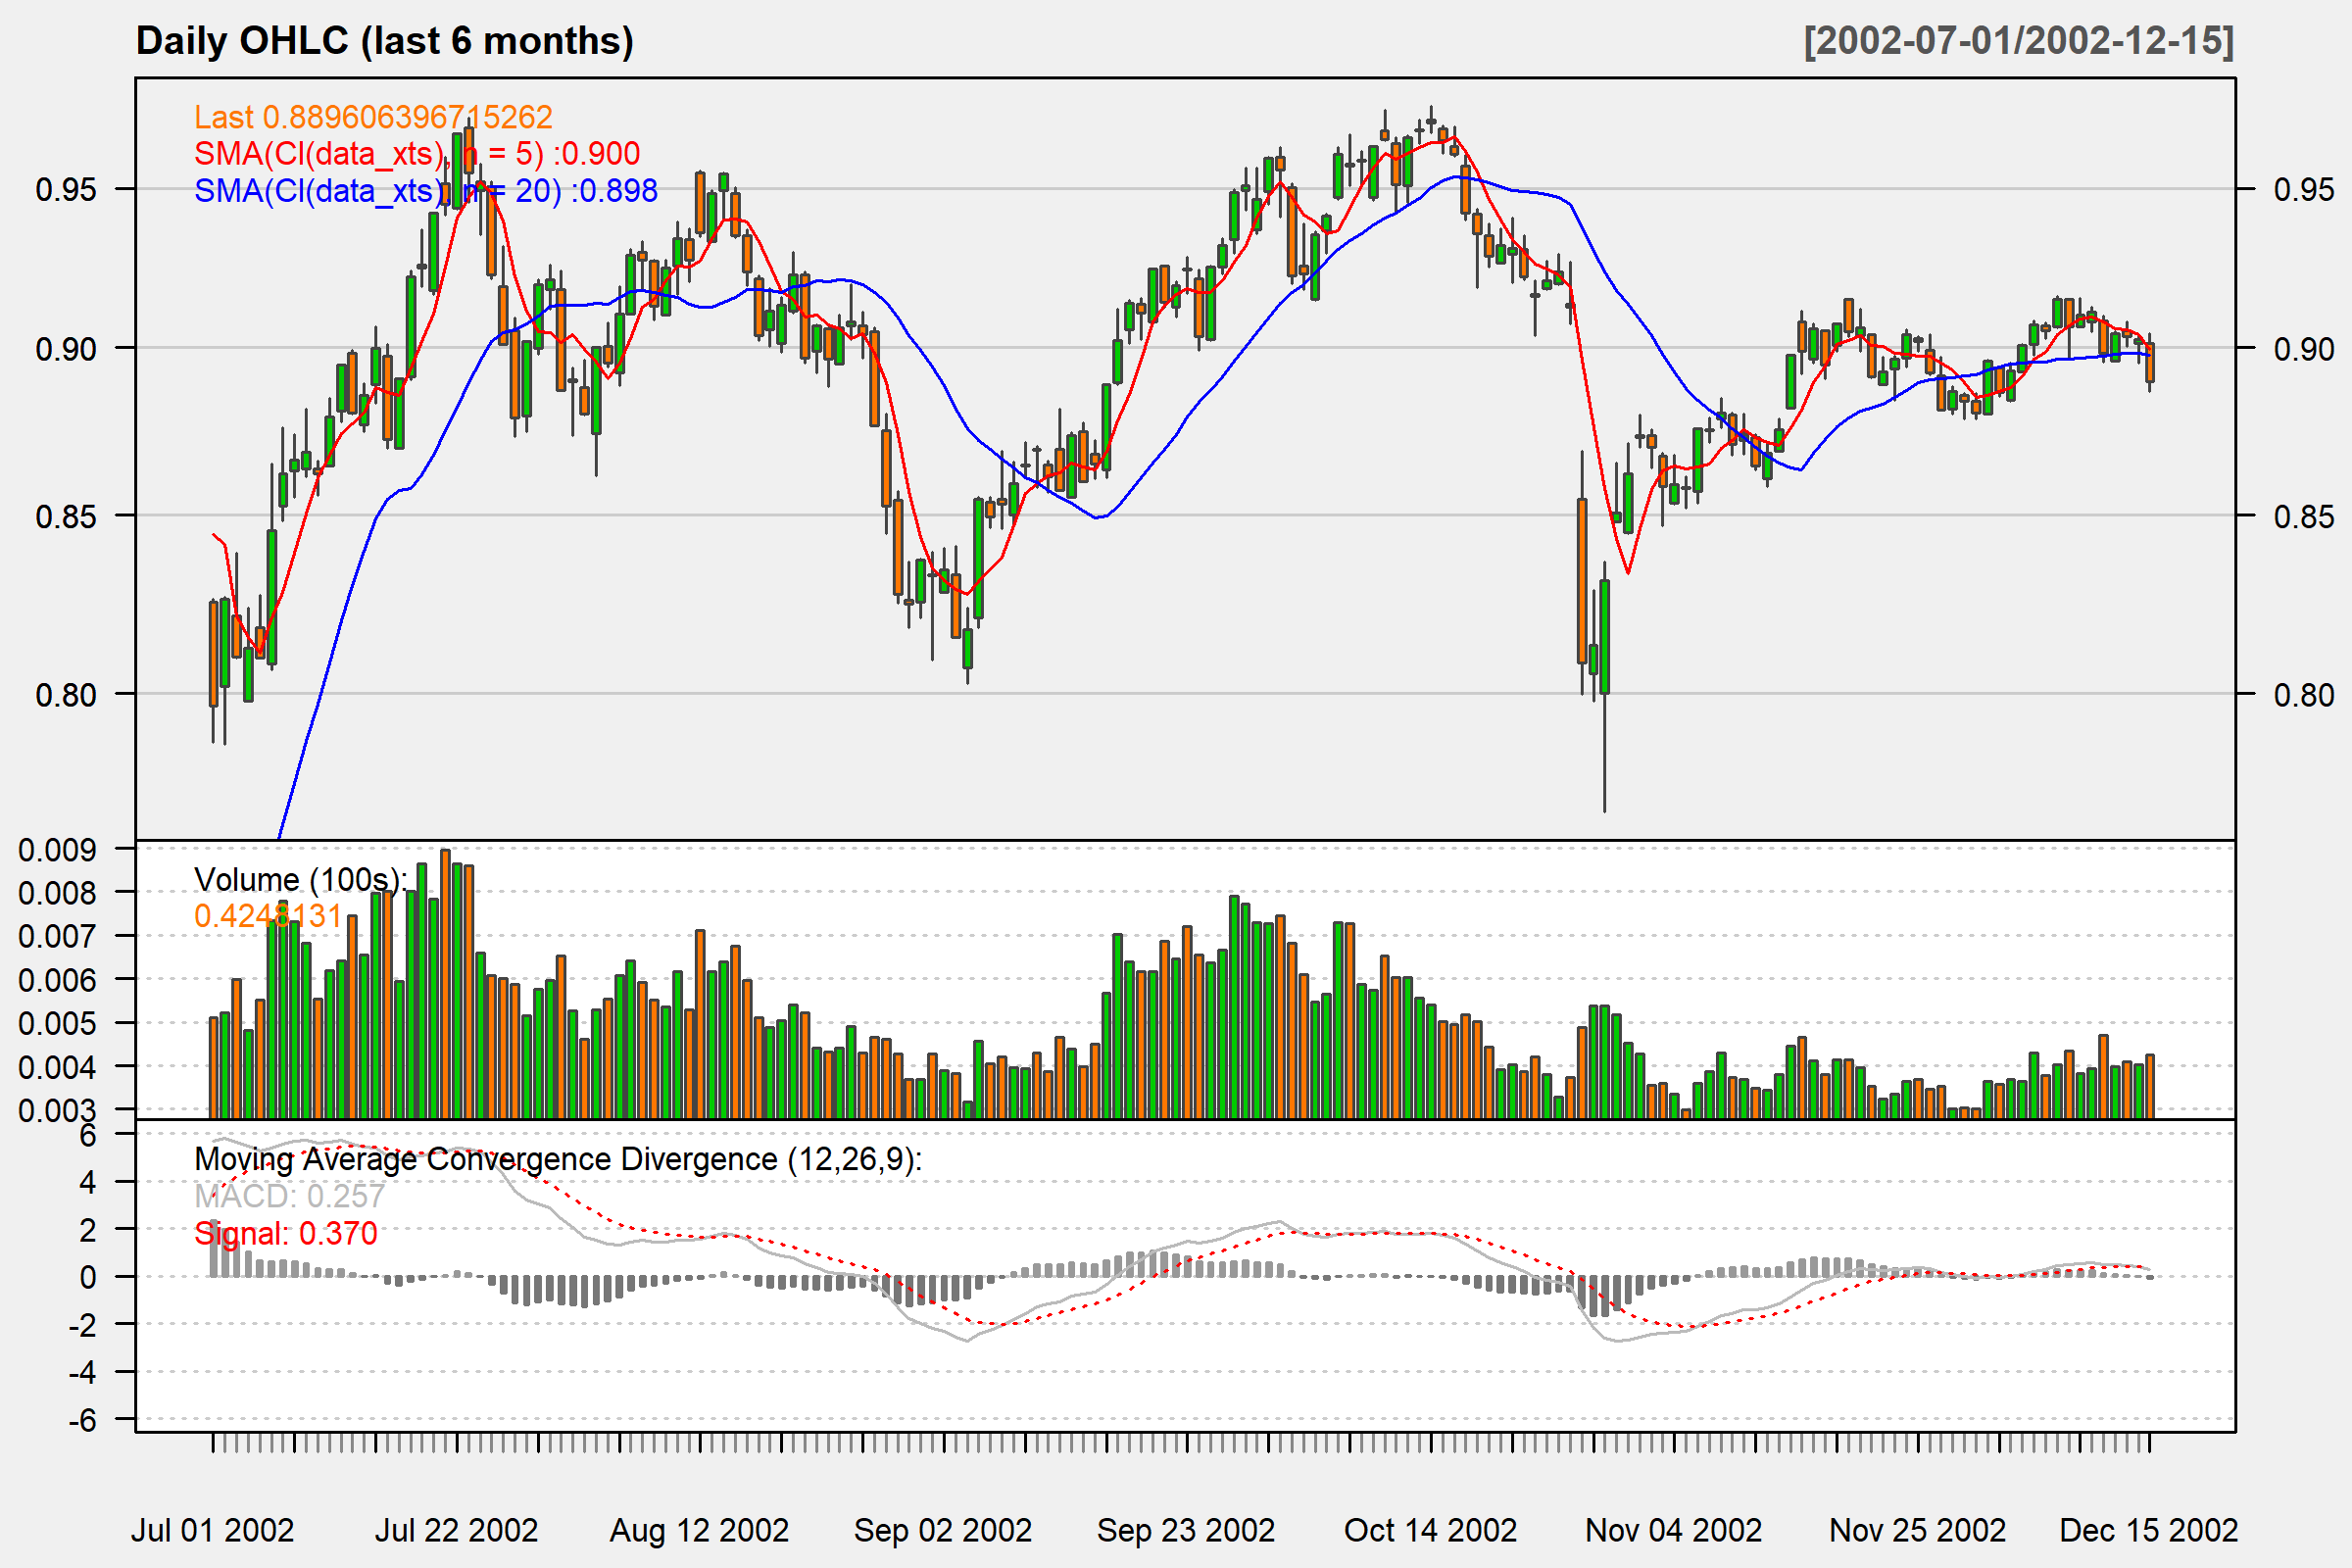 Daily OHLC (last 6 months)
[2002-07-01/2002-12-15]
Last 0.889606396715262
SMA(Cl(data_xts), n = 5) :0.900
SMA(Cl(data_xts), n = 20) :0.898
0.95
0.90
0.85
0.80
0.95
0.90
0.85
0.80
Volume (100s):
0.4248131
0.009
0.008
0.007
0.006
0.005
0.004
0.003
Moving Average Convergence Divergence (12,26,9):
MACD: 0.257
Signal: 0.370
6
4
2
0
-2
-4
-6
Jul 01 2002
Jul 22 2002
Aug 12 2002
Sep 02 2002
Sep 23 2002
Oct 14 2002
Nov 04 2002
Nov 25 2002
Dec 15 2002